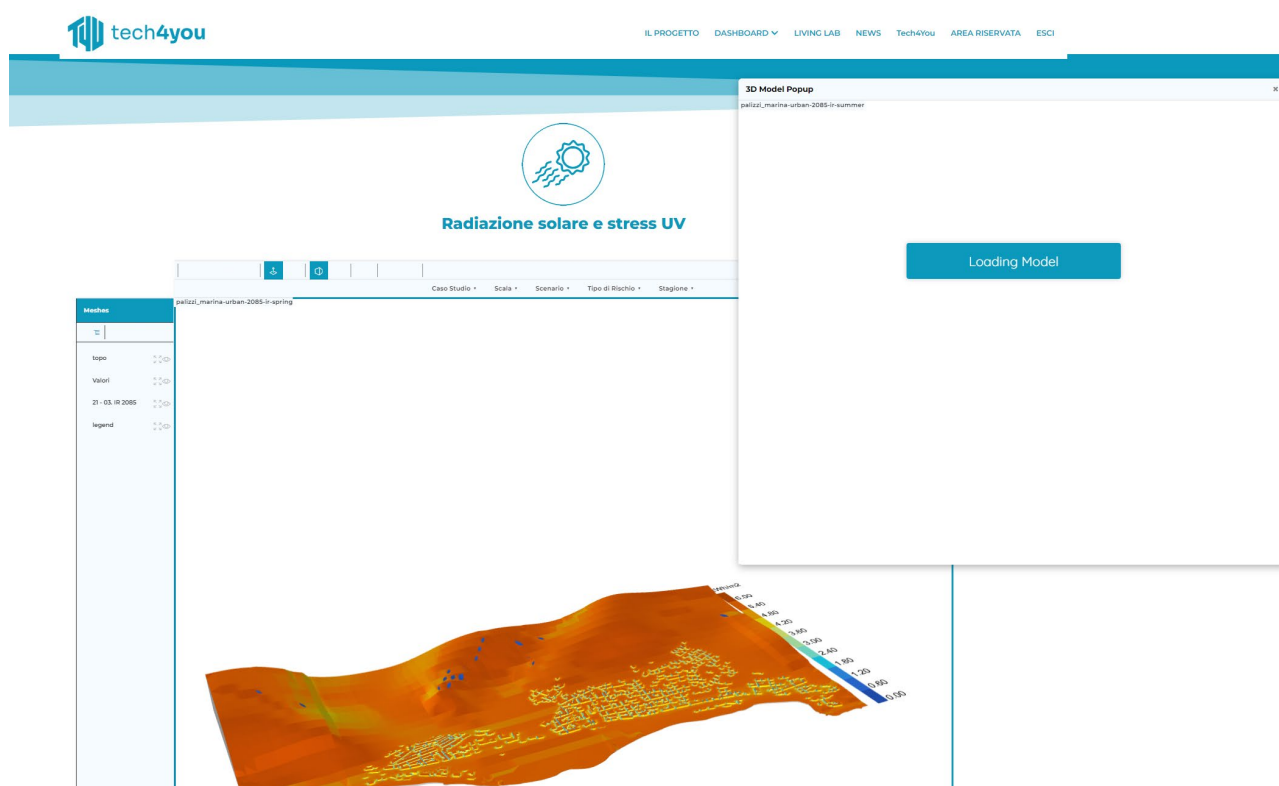 tech4you
IL PROGETTO DASHBOARD LIVING LAB NEWS Tech4You AREA RISERVATA ESCI
3D Model Popup ×
palizzi_marina-urban-2085-ir-summer
Loading Model
Radiazione solare e stress UV
Caso Studio Scala Scenario Tipo di Rischio Stagione
palizzi_marina-urban-2085-ir-spring
Meshes
topo
Valori
21 - 03. IR 2085
legend
6.00
5.40
4.80
4.20
3.60
3.00
2.40
1.80
1.20
0.60
0.00